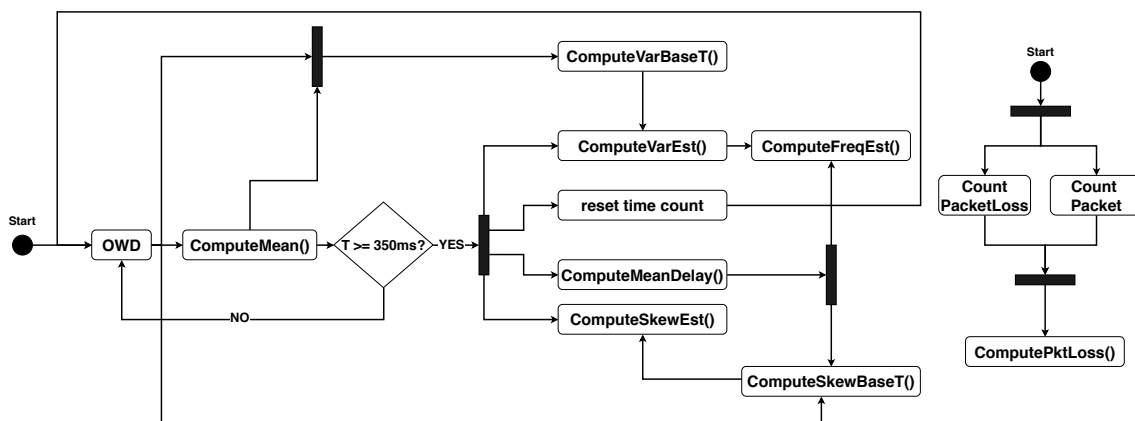 Start
OWD
ComputeMean()
T >= 350ms?
YES
NO
ComputeVarBaseT()
ComputeVarEst()
ComputeFreqEst()
reset time count
ComputeMeanDelay()
ComputeSkewEst()
ComputeSkewBaseT()
Start
Count
PacketLoss
Count
Packet
ComputePktLoss()